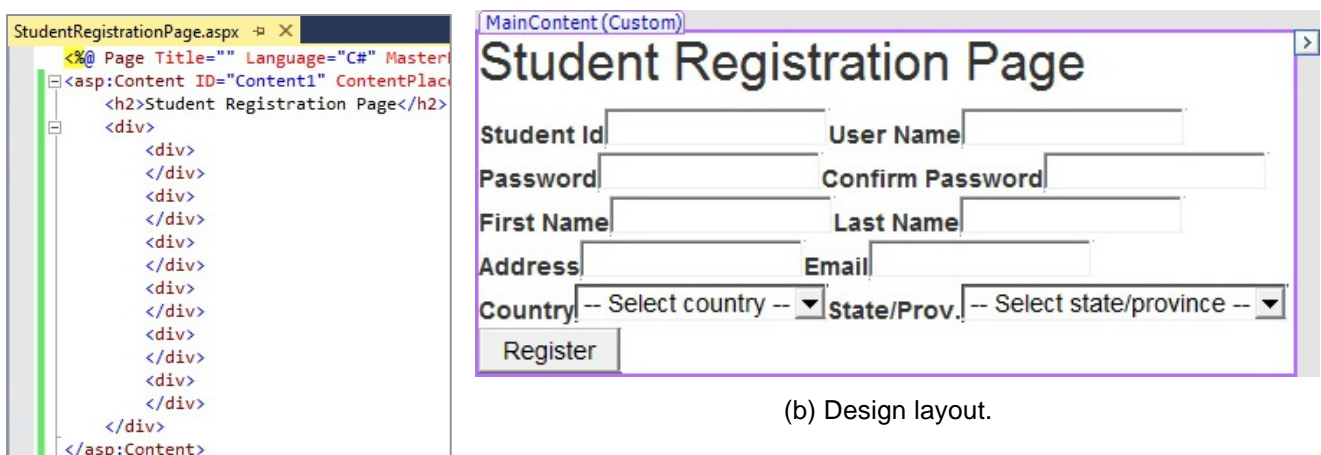 StudentRegistrationPage.aspx
<%@ Page Title="" Language="C#" Master
<asp:Content ID="Content1" ContentPlac
<h2>Student Registration Page</h2>
<div>
<div>
</div>
<div>
</div>
<div>
</div>
<div>
</div>
<div>
</div>
<div>
</div>
</div>
</asp:Content>
MainContent (Custom)
Student Registration Page
Student Id User Name
Password Confirm Password
First Name Last Name
Address Email
Country -- Select country -- State/Prov. -- Select state/province --
Register
(b) Design layout.